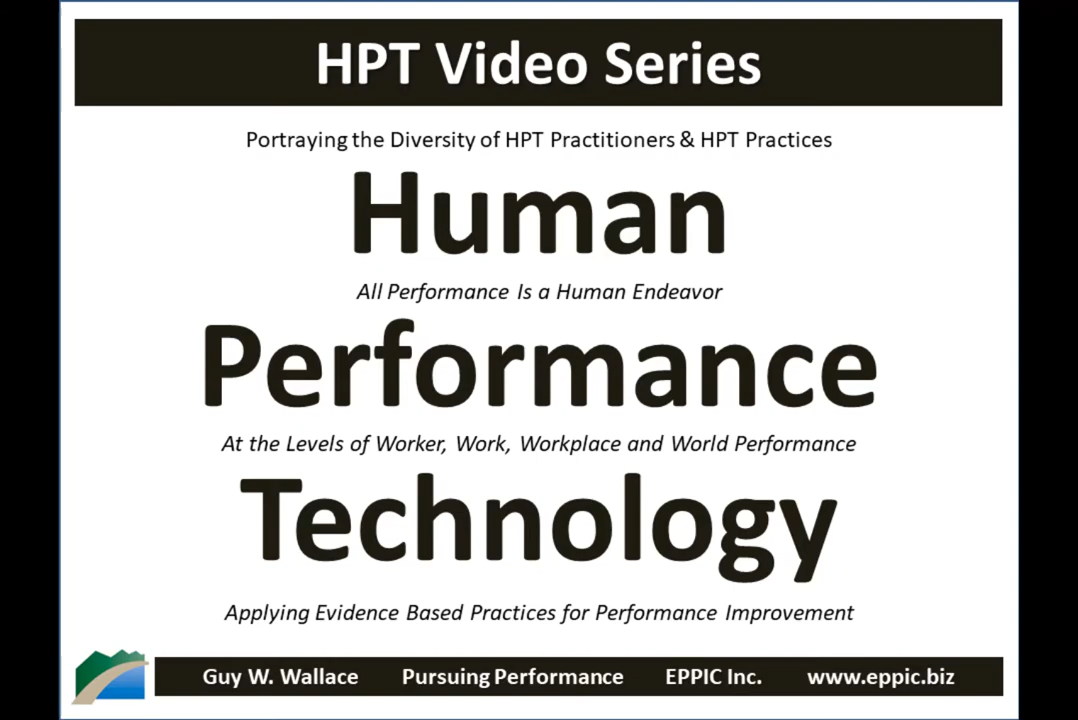 HPT Video Series
Portraying the Diversity of HPT Practitioners & HPT Practices
Human
All Performance Is a Human Endeavor
Performance
At the Levels of Worker, Work, Workplace and World Performance
Technology
Applying Evidence Based Practices for Performance Improvement
Guy W. Wallace Pursuing Performance EPPIC Inc. www.eppic.biz